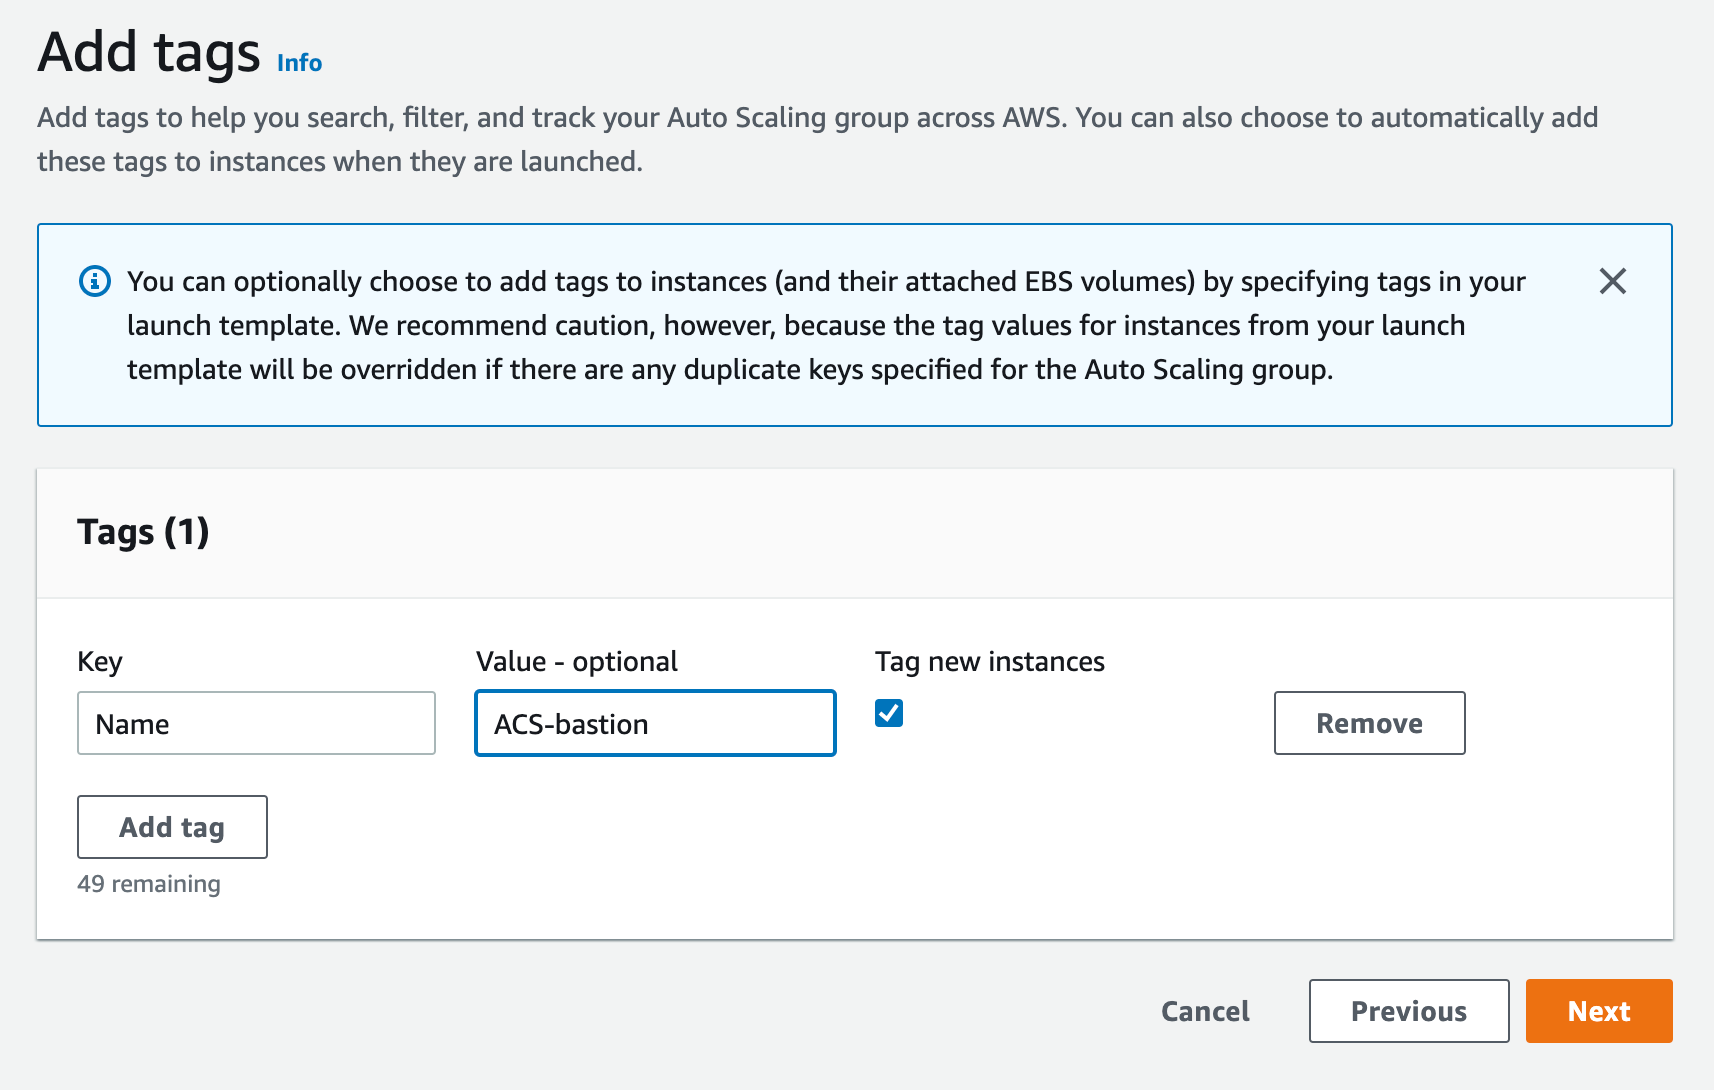 Add tags Info
Add tags to help you search, filter, and track your Auto Scaling group across AWS. You can also choose to automatically add
these tags to instances when they are launched.
You can optionally choose to add tags to instances (and their attached EBS volumes) by specifying tags in your
launch template. We recommend caution, however, because the tag values for instances from your launch
template will be overridden if there are any duplicate keys specified for the Auto Scaling group.
Tags (1)
Key Value - optional Tag new instances
Name ACS-bastion Remove
Add tag
49 remaining
Cancel Previous Next